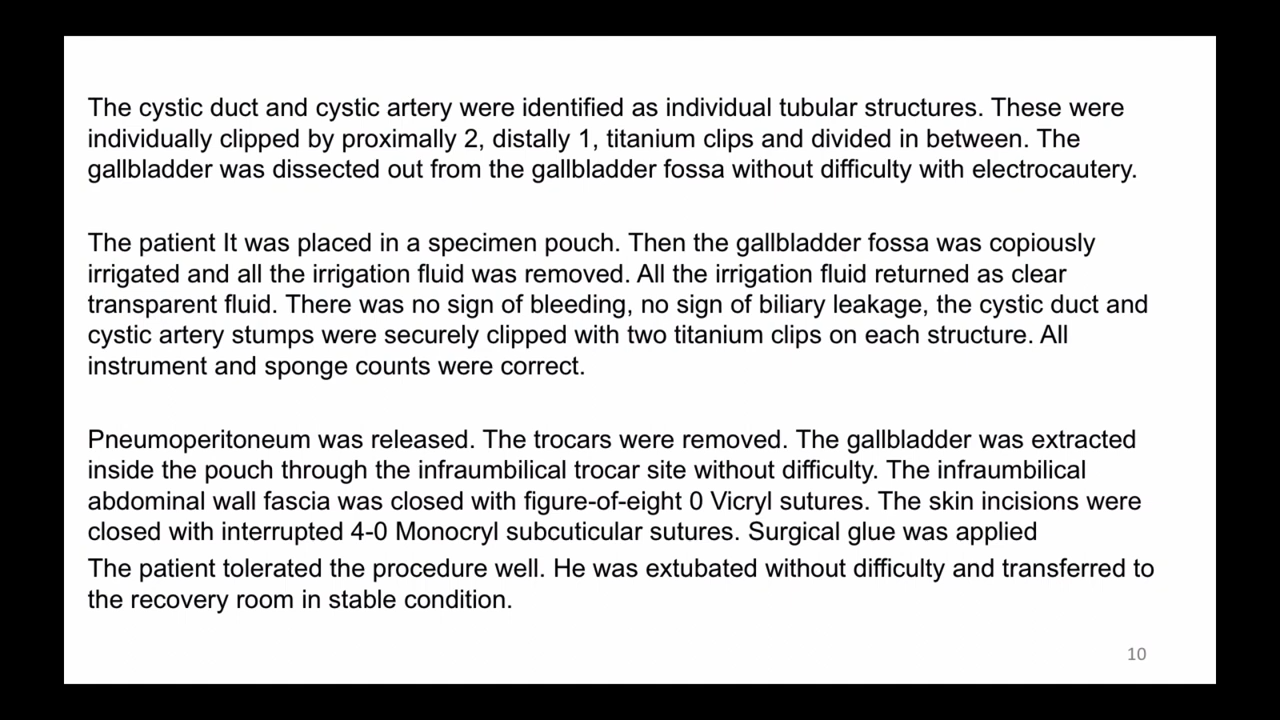 The cystic duct and cystic artery were identified as individual tubular structures. These were
individually clipped by proximally 2, distally 1, titanium clips and divided in between. The
gallbladder was dissected out from the gallbladder fossa without difficulty with electrocautery.
The patient It was placed in a specimen pouch. Then the gallbladder fossa was copiously
irrigated and all the irrigation fluid was removed. All the irrigation fluid returned as clear
transparent fluid. There was no sign of bleeding, no sign of biliary leakage, the cystic duct and
cystic artery stumps were securely clipped with two titanium clips on each structure. All
instrument and sponge counts were correct.
Pneumoperitoneum was released. The trocars were removed. The gallbladder was extracted
inside the pouch through the infraumbilical trocar site without difficulty. The infraumbilical
abdominal wall fascia was closed with figure-of-eight 0 Vicryl sutures. The skin incisions were
closed with interrupted 4-0 Monocryl subcuticular sutures. Surgical glue was applied
The patient tolerated the procedure well. He was extubated without difficulty and transferred to
the recovery room in stable condition.
10